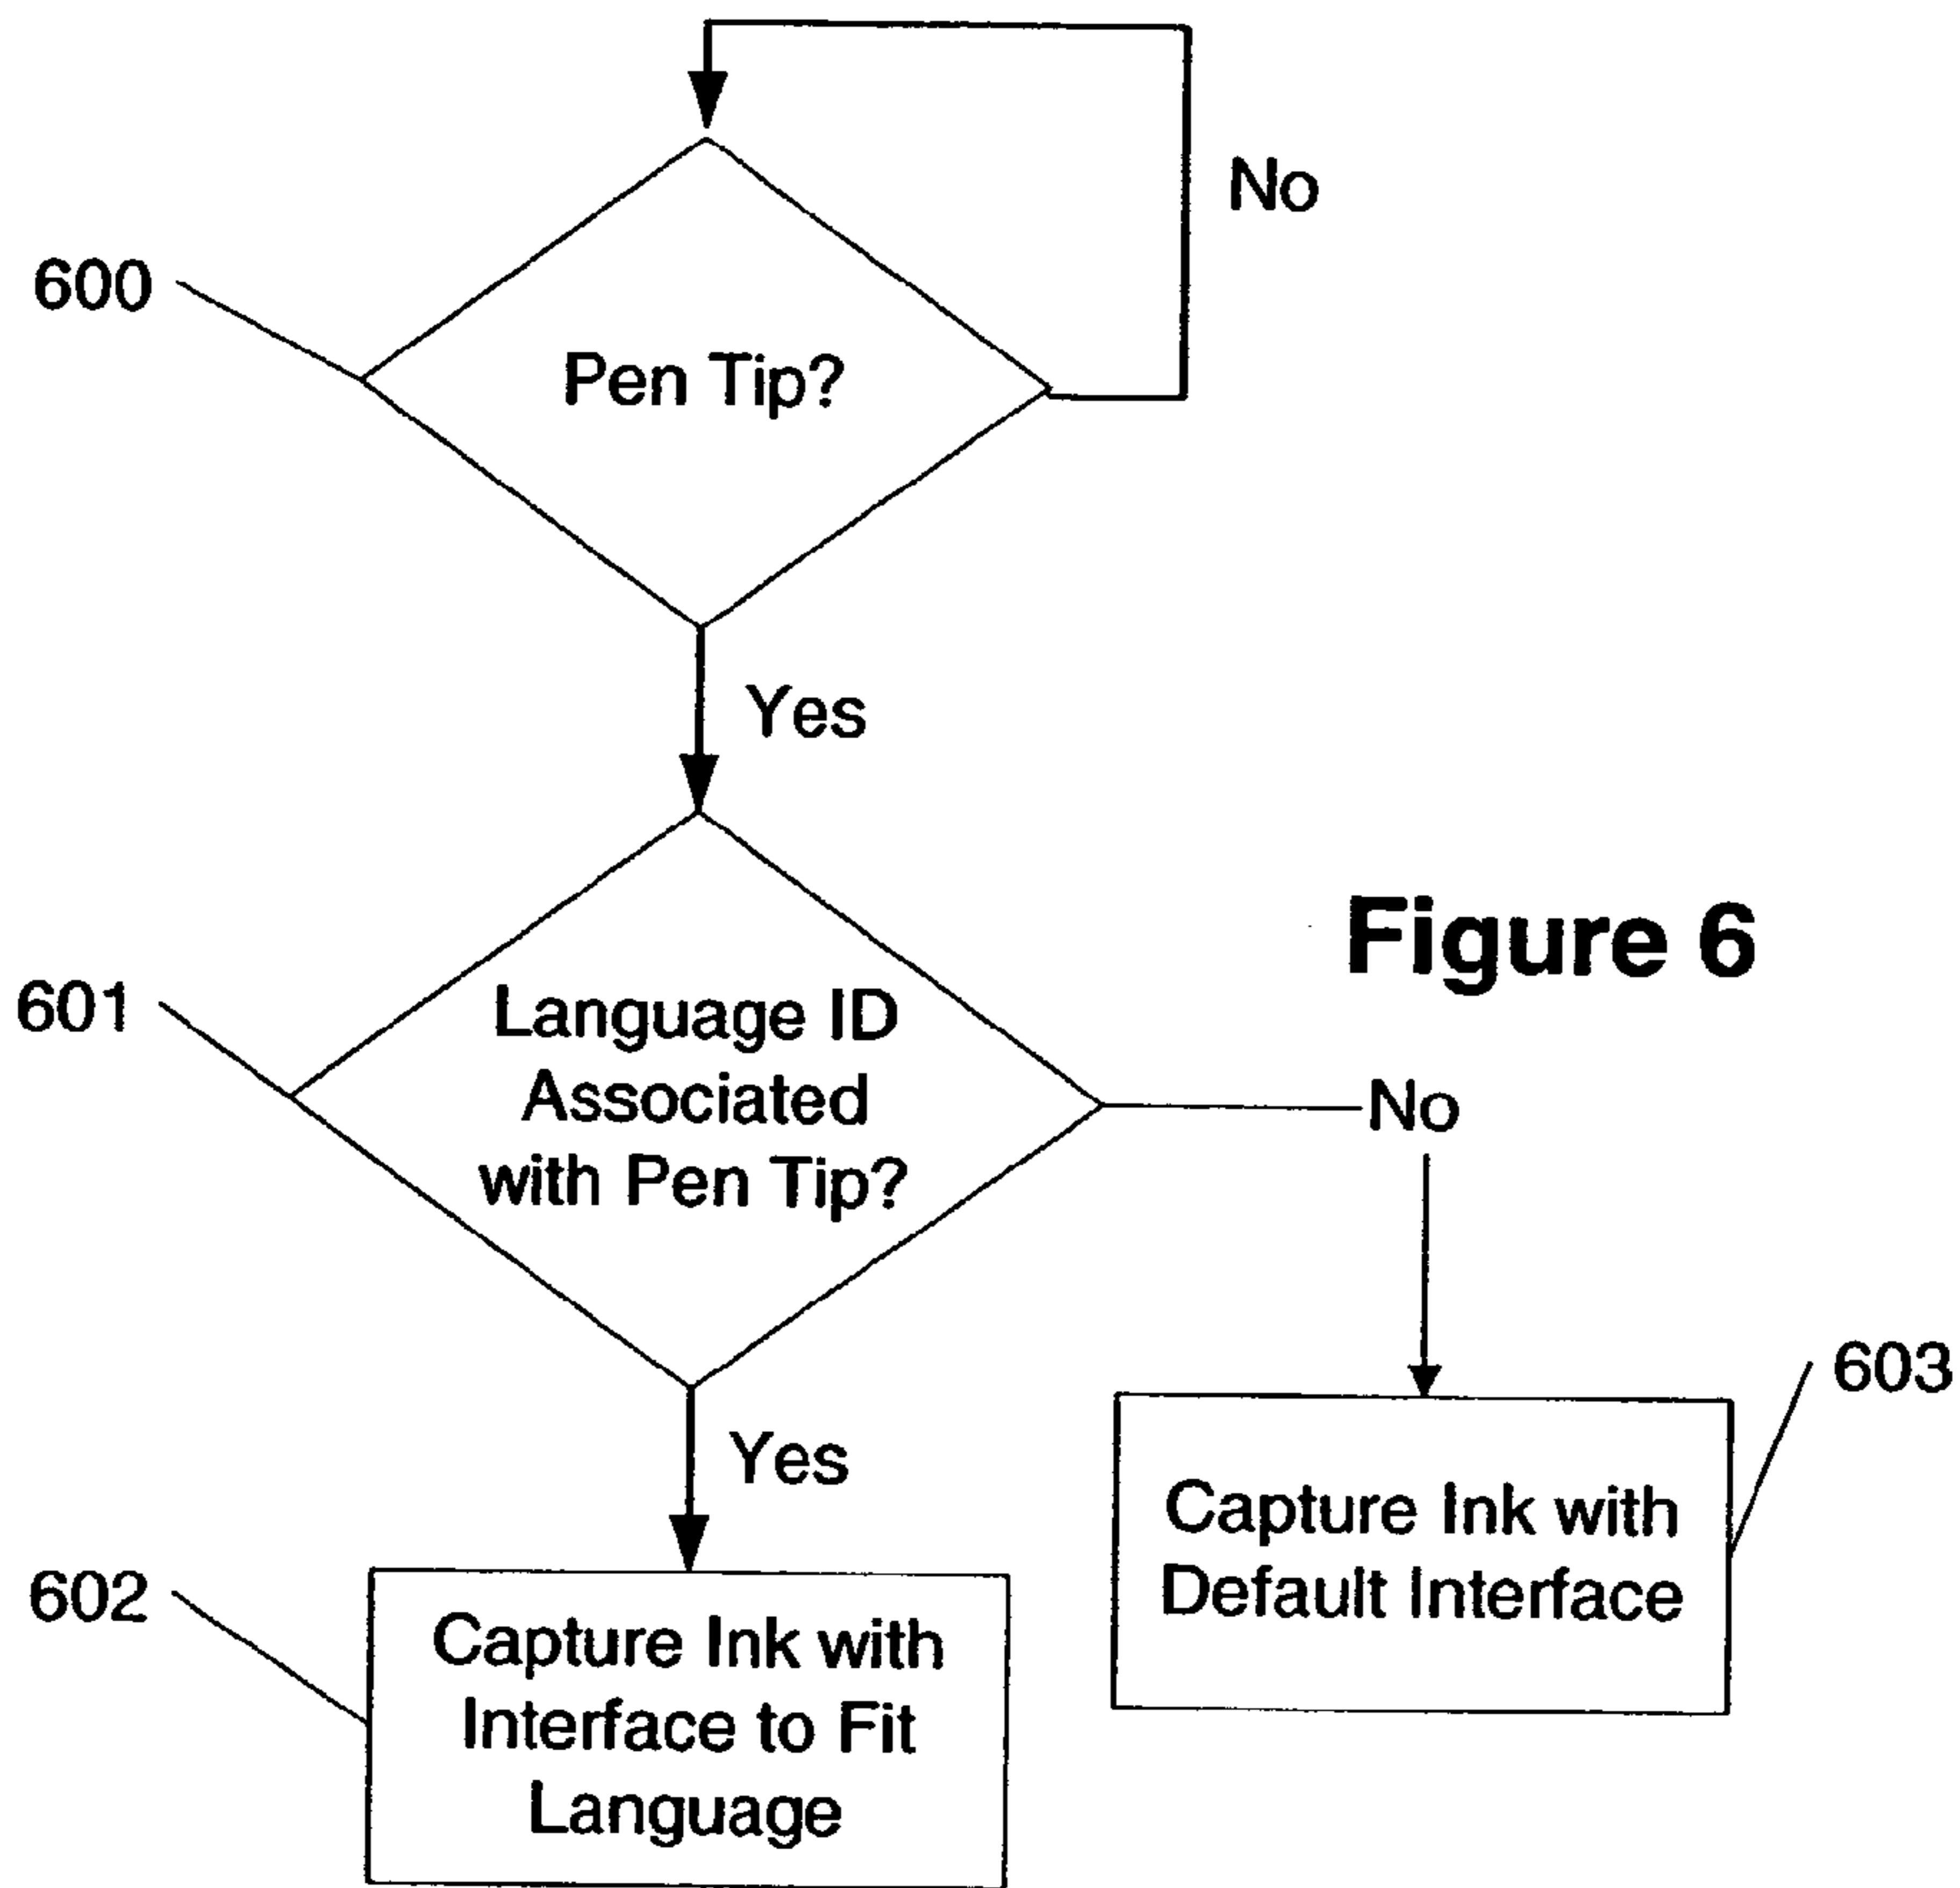 No
600
Pen Tip?
Yes
Figure 6
601
Language ID
Associated
with Pen Tip?
No
603
Yes
Capture Ink with
Default Interface
602
Capture Ink with
Interface to Fit
Language